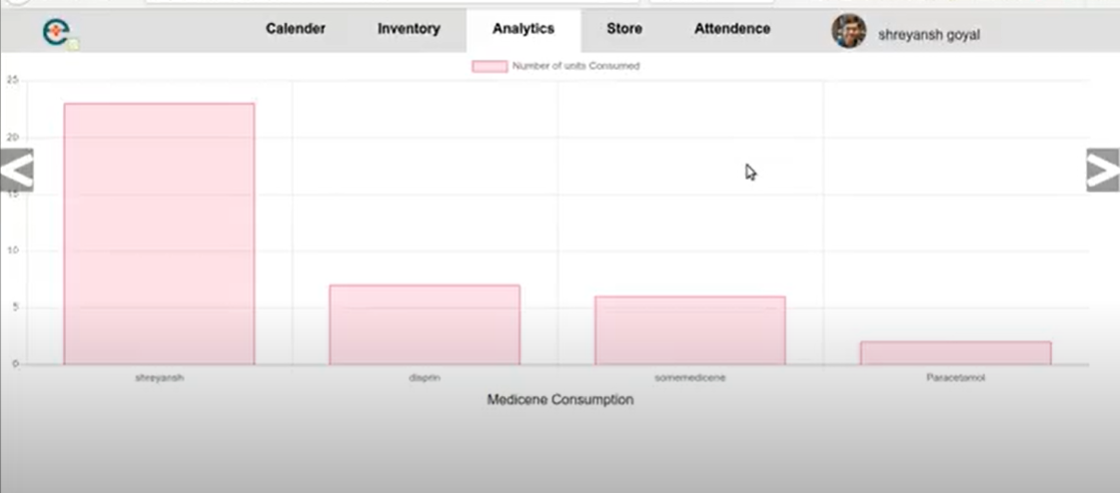 Calender Inventory Analytics Store Attendence shreyansh goyal
Number of units Consumed
25
20
15
10
5
0
shreyansh disprin somemedicene Paracetamol
Medicene Consumption